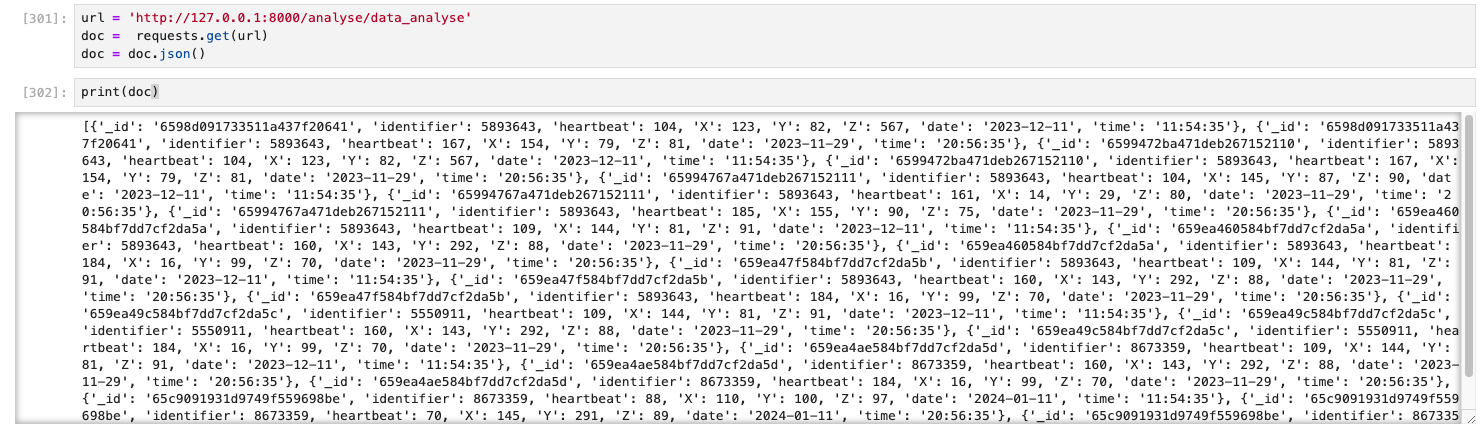 [301]: url = 'http://127.0.0.1:8000/analyse/data_analyse'
doc =  requests.get(url)
doc = doc.json()
[302]: print(doc)
[{'_id': '6598d091733511a437f20641', 'identifier': 5893643, 'heartbeat': 104, 'X': 123, 'Y': 82, 'Z': 567, 'date': '2023-12-11', 'time': '11:54:35'}, {'_id': '6598d091733511a43
7f20641', 'identifier': 5893643, 'heartbeat': 167, 'X': 154, 'Y': 79, 'Z': 81, 'date': '2023-11-29', 'time': '20:56:35'}, {'_id': '6599472ba471deb267152110', 'identifier': 5893
643, 'heartbeat': 104, 'X': 123, 'Y': 82, 'Z': 567, 'date': '2023-12-11', 'time': '11:54:35'}, {'_id': '6599472ba471deb267152110', 'identifier': 5893643, 'heartbeat': 167, 'X':
154, 'Y': 79, 'Z': 81, 'date': '2023-11-29', 'time': '20:56:35'}, {'_id': '65994767a471deb267152111', 'identifier': 5893643, 'heartbeat': 104, 'X': 145, 'Y': 87, 'Z': 90, 'dat
e': '2023-12-11', 'time': '11:54:35'}, {'_id': '65994767a471deb267152111', 'identifier': 5893643, 'heartbeat': 161, 'X': 14, 'Y': 29, 'Z': 80, 'date': '2023-11-29', 'time': '2
0:56:35'}, {'_id': '65994767a471deb267152111', 'identifier': 5893643, 'heartbeat': 185, 'X': 155, 'Y': 90, 'Z': 75, 'date': '2023-11-29', 'time': '20:56:35'}, {'_id': '659ea460
584bf7dd7cf2da5a', 'identifier': 5893643, 'heartbeat': 109, 'X': 144, 'Y': 81, 'Z': 91, 'date': '2023-12-11', 'time': '11:54:35'}, {'_id': '659ea460584bf7dd7cf2da5a', 'identifi
er': 5893643, 'heartbeat': 160, 'X': 143, 'Y': 292, 'Z': 88, 'date': '2023-11-29', 'time': '20:56:35'}, {'_id': '659ea460584bf7dd7cf2da5a', 'identifier': 5893643, 'heartbeat':
184, 'X': 16, 'Y': 99, 'Z': 70, 'date': '2023-11-29', 'time': '20:56:35'}, {'_id': '659ea47f584bf7dd7cf2da5b', 'identifier': 5893643, 'heartbeat': 109, 'X': 144, 'Y': 81, 'Z':
91, 'date': '2023-12-11', 'time': '11:54:35'}, {'_id': '659ea47f584bf7dd7cf2da5b', 'identifier': 5893643, 'heartbeat': 160, 'X': 143, 'Y': 292, 'Z': 88, 'date': '2023-11-29',
'time': '20:56:35'}, {'_id': '659ea47f584bf7dd7cf2da5b', 'identifier': 5893643, 'heartbeat': 184, 'X': 16, 'Y': 99, 'Z': 70, 'date': '2023-11-29', 'time': '20:56:35'}, {'_id':
'659ea49c584bf7dd7cf2da5c', 'identifier': 5550911, 'heartbeat': 109, 'X': 144, 'Y': 81, 'Z': 91, 'date': '2023-12-11', 'time': '11:54:35'}, {'_id': '659ea49c584bf7dd7cf2da5c',
'identifier': 5550911, 'heartbeat': 160, 'X': 143, 'Y': 292, 'Z': 88, 'date': '2023-11-29', 'time': '20:56:35'}, {'_id': '659ea49c584bf7dd7cf2da5c', 'identifier': 5550911, 'hea
rtbeat': 184, 'X': 16, 'Y': 99, 'Z': 70, 'date': '2023-11-29', 'time': '20:56:35'}, {'_id': '659ea4ae584bf7dd7cf2da5d', 'identifier': 8673359, 'heartbeat': 109, 'X': 144, 'Y':
81, 'Z': 91, 'date': '2023-12-11', 'time': '11:54:35'}, {'_id': '659ea4ae584bf7dd7cf2da5d', 'identifier': 8673359, 'heartbeat': 160, 'X': 143, 'Y': 292, 'Z': 88, 'date': '2023-
11-29', 'time': '20:56:35'}, {'_id': '659ea4ae584bf7dd7cf2da5d', 'identifier': 8673359, 'heartbeat': 184, 'X': 16, 'Y': 99, 'Z': 70, 'date': '2023-11-29', 'time': '20:56:35'},
{'_id': '65c9091931d9749f559698be', 'identifier': 8673359, 'heartbeat': 88, 'X': 110, 'Y': 100, 'Z': 97, 'date': '2024-01-11', 'time': '11:54:35'}, {'_id': '65c9091931d9749f559
698be', 'identifier': 8673359, 'heartbeat': 70, 'X': 145, 'Y': 291, 'Z': 89, 'date': '2024-01-11', 'time': '20:56:35'}, {'_id': '65c9091931d9749f559698be', 'identifier': 867335